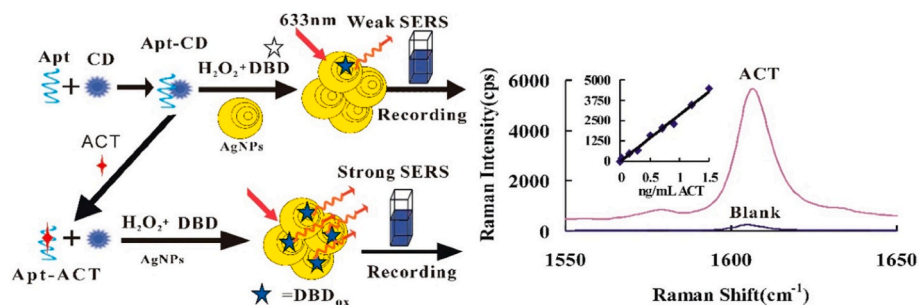 633nm
Weak SERS
Apt
CD
Apt-CD
H₂O₂+DBD
Recording
AgNPs
ACT
Strong SERS
H₂O₂+ DBD
AgNPs
Apt-ACT
Recording
=DBDox
Raman Intensity(cps)
6000
4000
2000
0
5000
3750
2500
1250
0
0
0.5
1
1.5
ng/mL ACT
ACT
Blank
1550
1600
1650
Raman Shift(cm⁻¹)